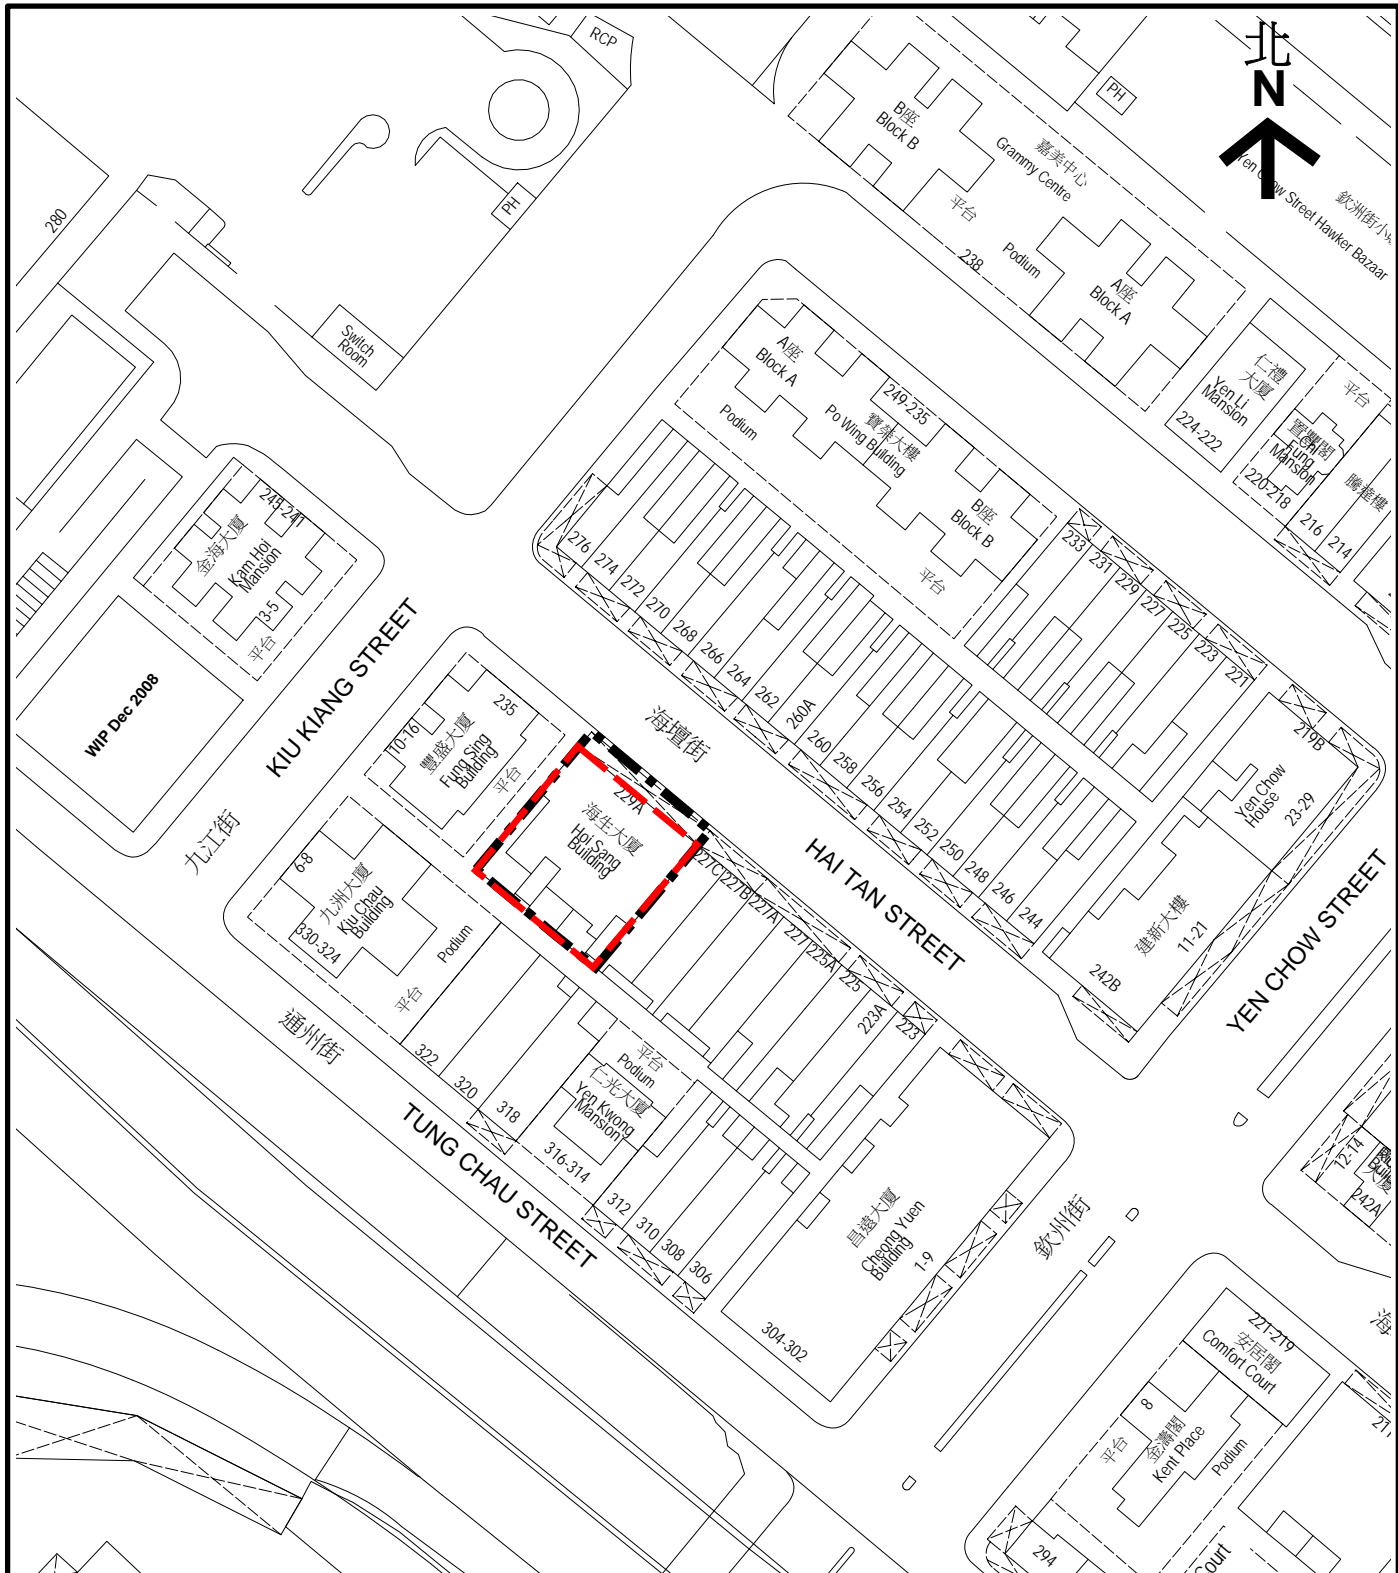 RCP
北
N
PH
B座
Block B
嘉美中心
Grammy Centre
平台
238
Podium
A座
Block A
Yen Chow Street Hawker Bazaar
欽洲街小
280
PH
Switch
Room
A座
Block A
Podium
249-235
寶榮大樓
Po Wing Building
B座
Block B
平台
仁禮
大廈
Yen Li
Mansion
224-222
平台
置豐閣
Chi
Fung
Mansion
220-218
216
214
245-241
金海大廈
Kam Hoi
Mansion
3-5
平台
276
274
272
270
268
266
264
262
260A
260
258
256
254
252
250
248
246
244
233
231
229
227
225
223
221
219B
WIP Dec 2008
KIU KIANG STREET
九江街
235
10-16
豐盛大廈
Fung Sing
Building
平台
海壇街
HAI TAN STREET
229A
海生大廈
Hoi Sang
Building
227C
227B
227A
227
225A
225
223A
223
Yen Chow
House
23-29
建新大樓
11-21
242B
YEN CHOW STREET
欽州街
6-8
九洲大廈
Kiu Chau
Building
330-324
Podium
平台
通州街
TUNG CHAU STREET
322
320
318
平台
Podium
仁光大廈
Yen Kwong
Mansion
316-314
312
310
308
306
昌遠大廈
Cheong Yuen
Building
1-9
304-302
12-14
242A
221-219
安居閣
Comfort Court
8
平台
金濤閣
Kent Place
Podium
294
Court
海